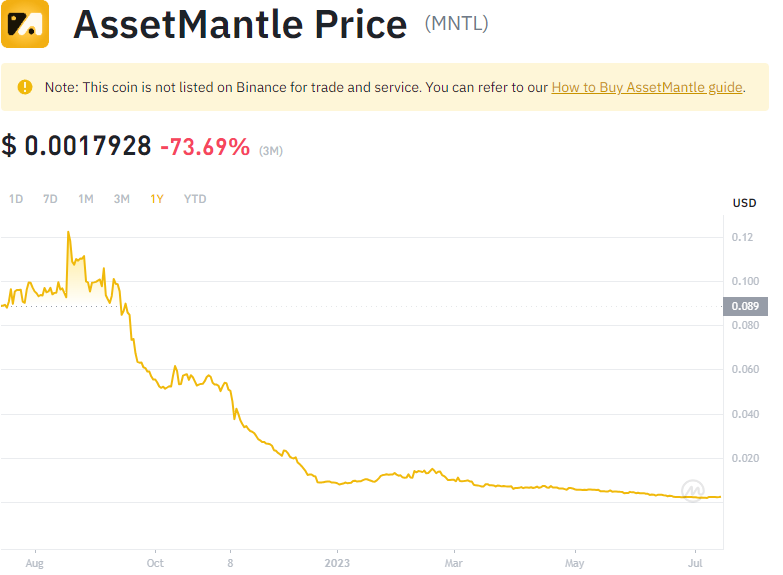 AssetMantle Price (MNTL)
Note: This coin is not listed on Binance for trade and service. You can refer to our How to Buy AssetMantle guide.
$ 0.0017928 -73.69% (3M)
1D 7D 1M 3M 1Y YTD
USD
0.12
0.100
0.089
0.080
0.060
0.040
0.020
Aug Oct 8 2023 Mar May Jul